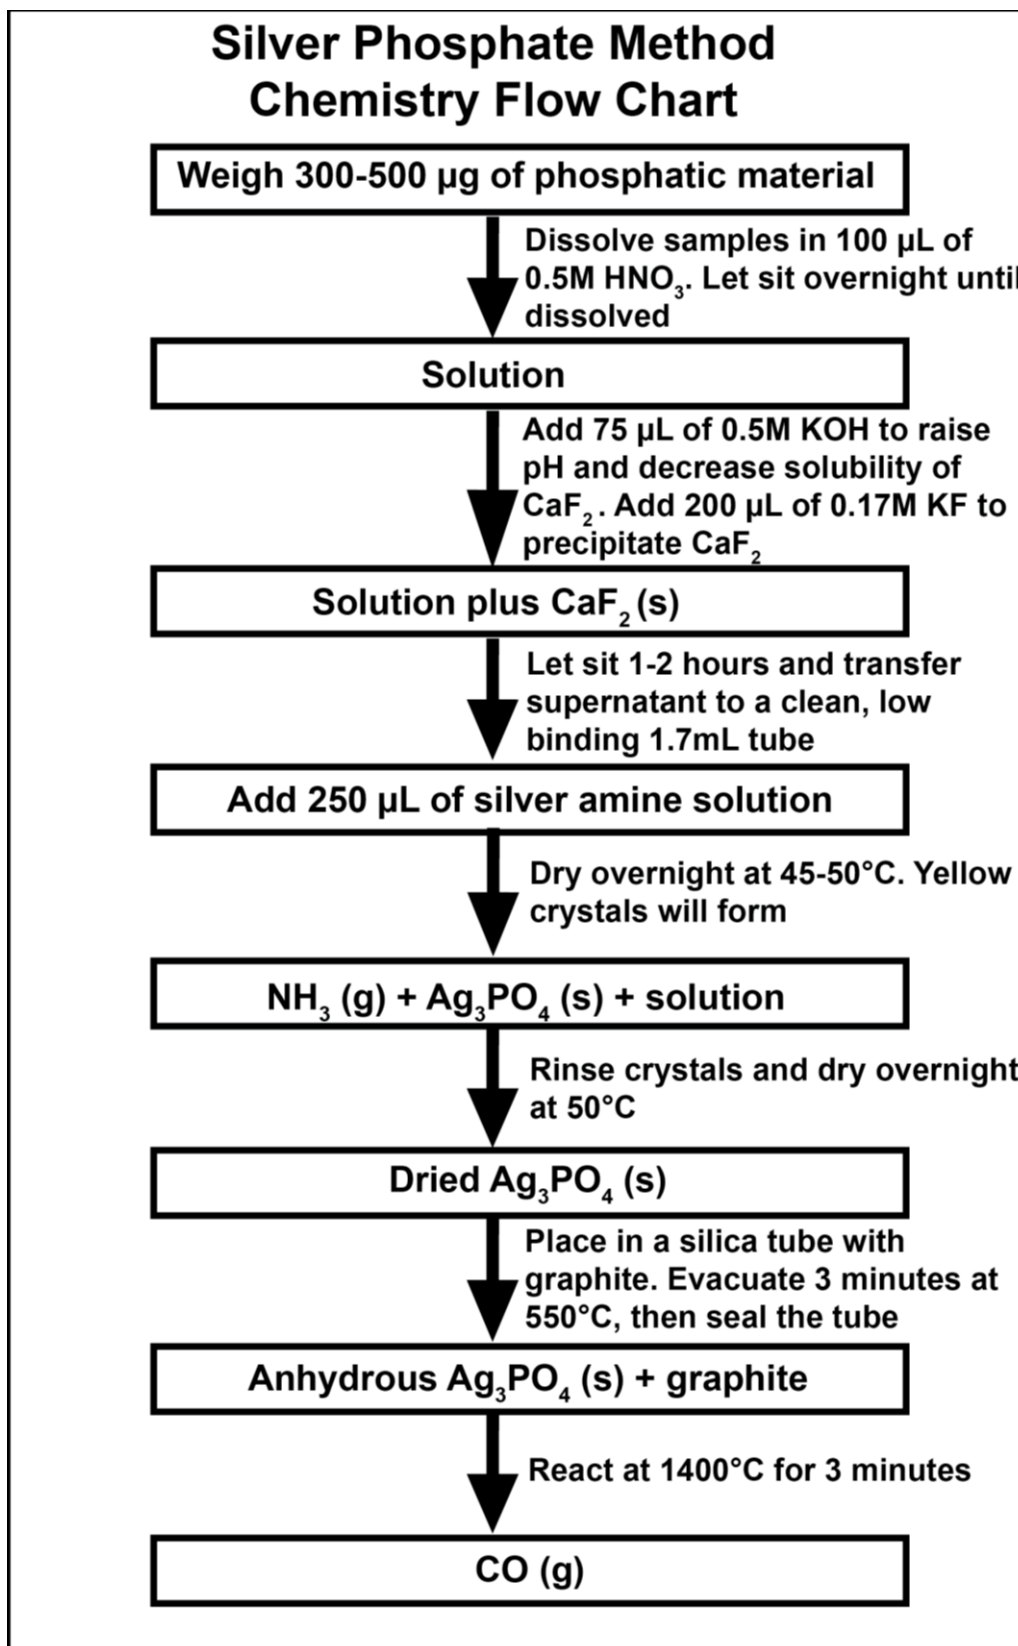 Silver Phosphate Method
Chemistry Flow Chart
Weigh 300-500 µg of phosphatic material
Dissolve samples in 100 µL of
0.5M HNO₃. Let sit overnight until
dissolved
Solution
Add 75 µL of 0.5M KOH to raise
pH and decrease solubility of
CaF₂. Add 200 µL of 0.17M KF to
precipitate CaF₂
Solution plus CaF₂ (s)
Let sit 1-2 hours and transfer
supernatant to a clean, low
binding 1.7mL tube
Add 250 µL of silver amine solution
Dry overnight at 45-50°C. Yellow
crystals will form
NH₃ (g) + Ag₃PO₄ (s) + solution
Rinse crystals and dry overnight
at 50°C
Dried Ag₃PO₄ (s)
Place in a silica tube with
graphite. Evacuate 3 minutes at
550°C, then seal the tube
Anhydrous Ag₃PO₄ (s) + graphite
React at 1400°C for 3 minutes
CO (g)